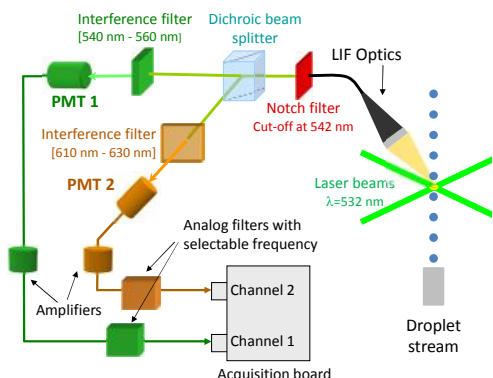 Interference filter
[540 nm - 560 nm]
Dichroic beam
splitter
LIF Optics
PMT 1
Notch filter
Cut-off at 542 nm
Interference filter
[610 nm - 630 nm]
PMT 2
Laser beams
λ=532 nm
Analog filters with
selectable frequency
Amplifiers
Channel 2
Channel 1
Droplet
stream
Acquisition board